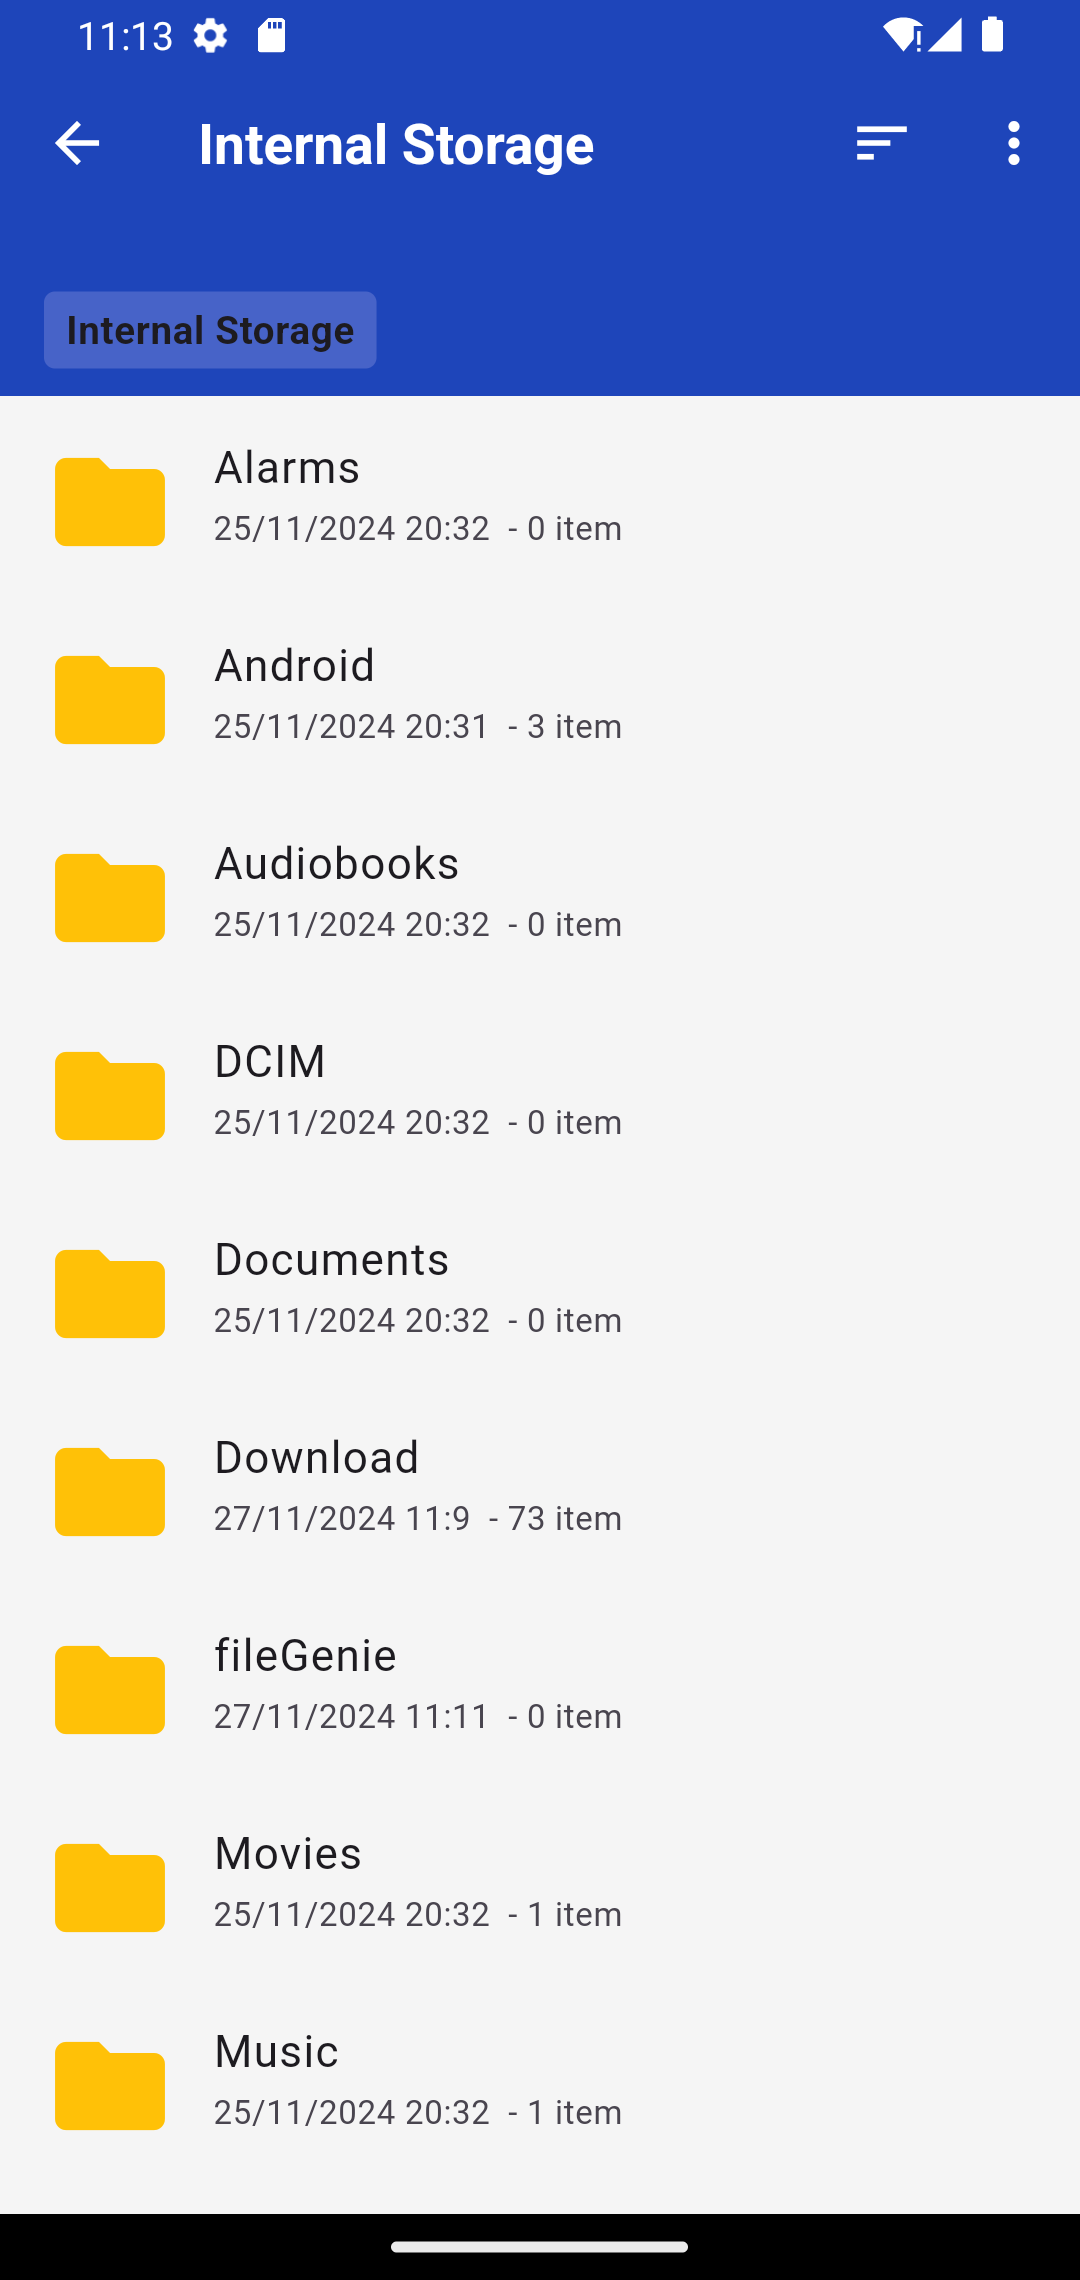 11:13
Internal Storage
Internal Storage
Alarms
25/11/2024 20:32 - 0 item
Android
25/11/2024 20:31 - 3 item
Audiobooks
25/11/2024 20:32 - 0 item
DCIM
25/11/2024 20:32 - 0 item
Documents
25/11/2024 20:32 - 0 item
Download
27/11/2024 11:9 - 73 item
fileGenie
27/11/2024 11:11 - 0 item
Movies
25/11/2024 20:32 - 1 item
Music
25/11/2024 20:32 - 1 item